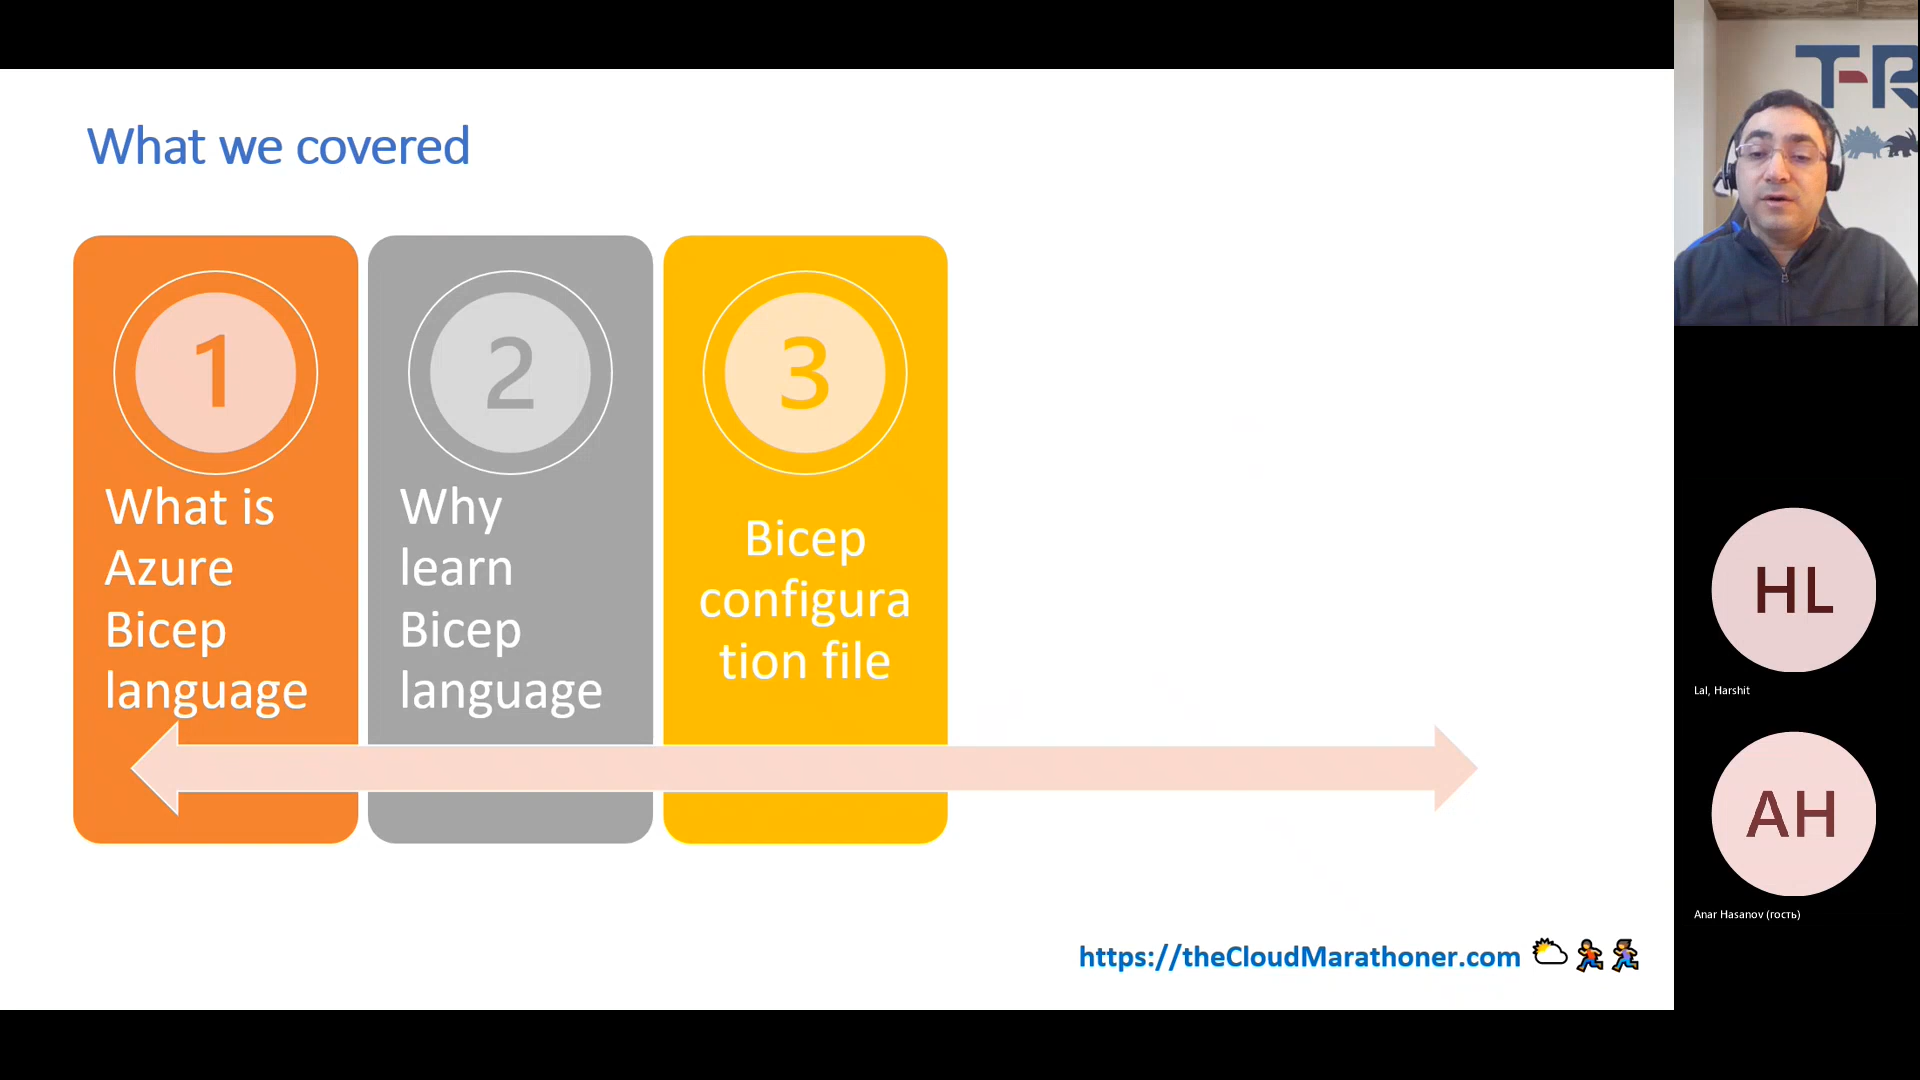 What we covered
1
What is
Azure
Bicep
language
2
Why
learn
Bicep
language
3
Bicep
configura
tion file
https://theCloudMarathoner.com
T-R
HL
Lal, Harshit
AH
Anar Hasanov (гость)